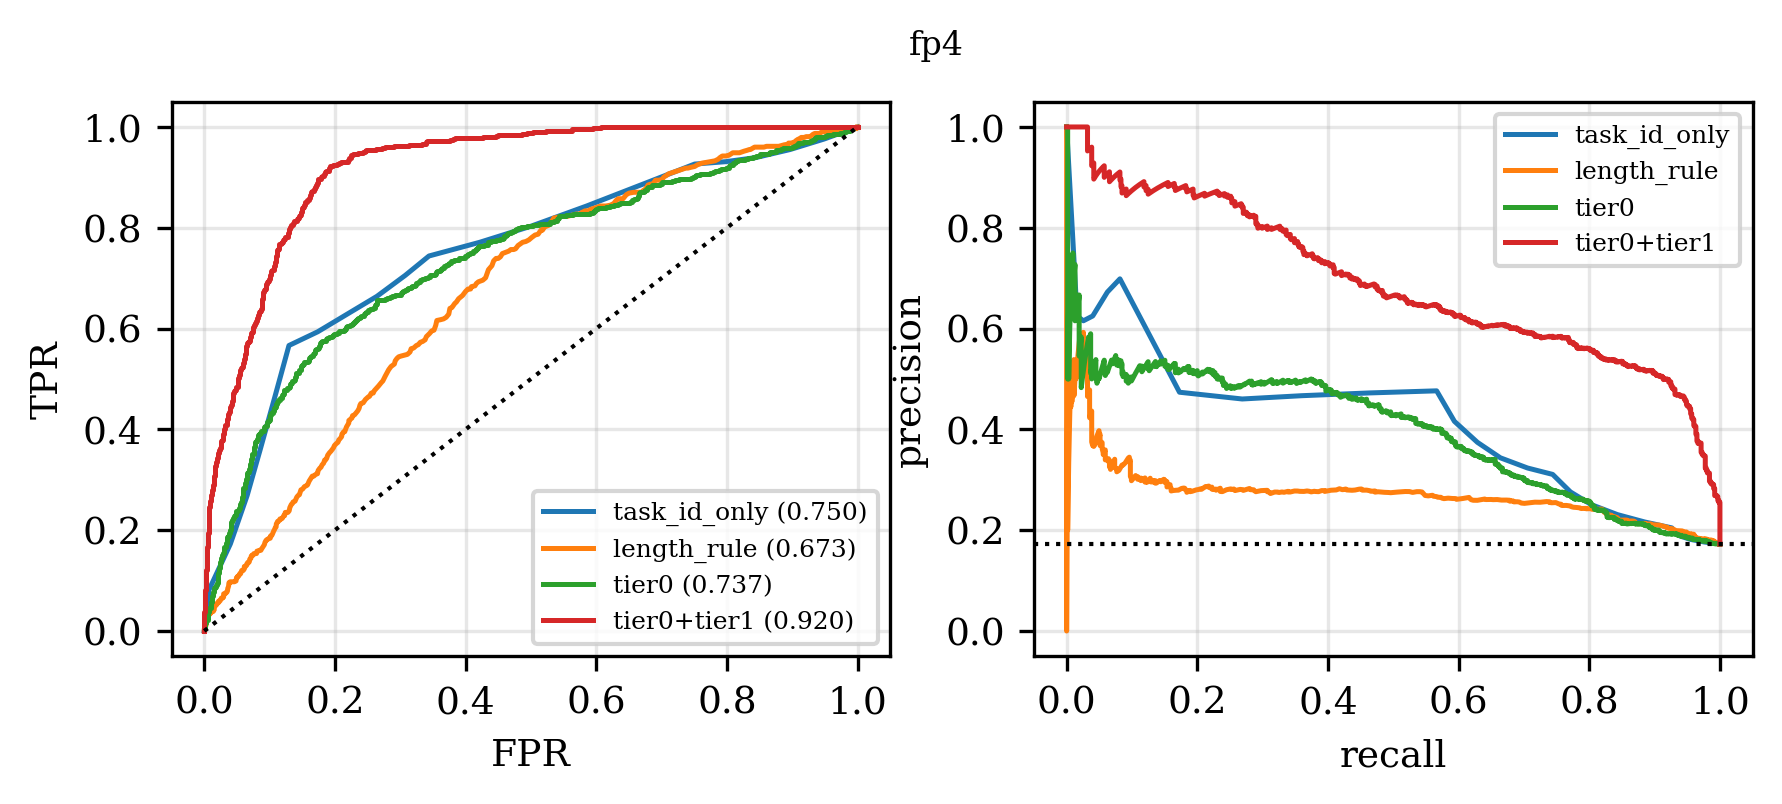 fp4
TPR
1.0
0.8
0.6
0.4
0.2
0.0
task_id_only (0.750)
length_rule (0.673)
tier0 (0.737)
tier0+tier1 (0.920)
0.0 0.2 0.4 0.6 0.8 1.0
FPR
precision
1.0
0.8
0.6
0.4
0.2
0.0
task_id_only
length_rule
tier0
tier0+tier1
0.0 0.2 0.4 0.6 0.8 1.0
recall